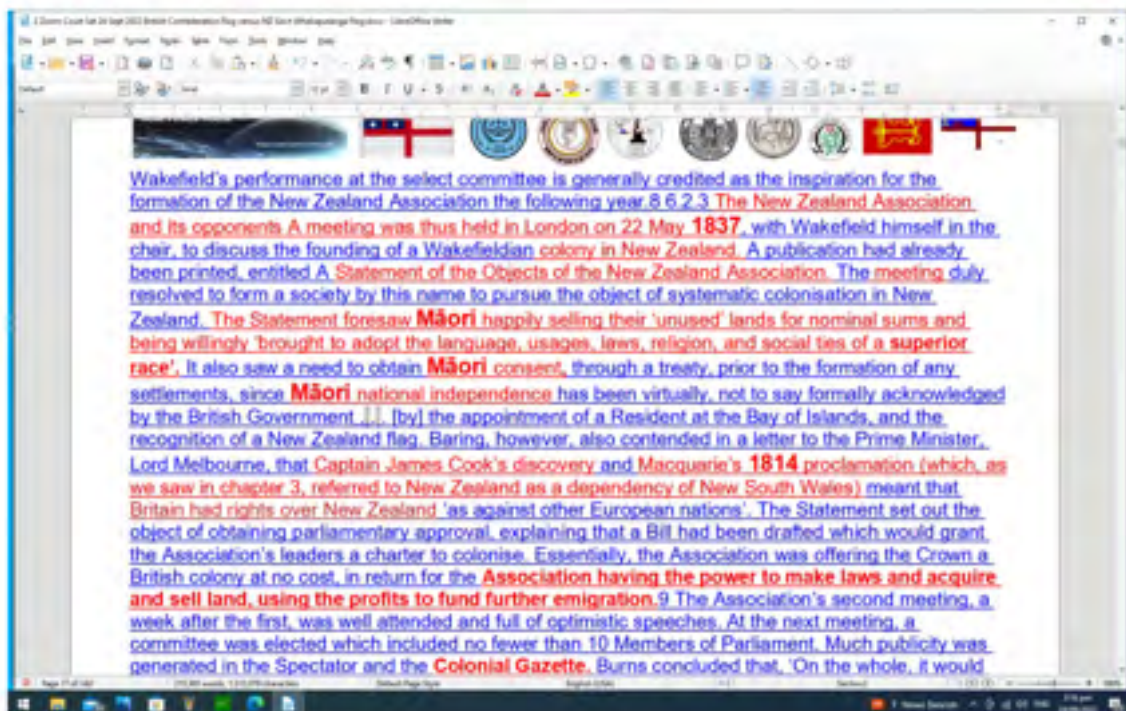 File Edit View Insert Format Styles Table Form Tools Window Help
Wakefield's performance at the select committee is generally credited as the inspiration for the
formation of the New Zealand Association the following year.8 6.2.3 The New Zealand Association
and its opponents A meeting was thus held in London on 22 May 1837, with Wakefield himself in the
chair, to discuss the founding of a Wakefieldian colony in New Zealand. A publication had already
been printed, entitled A Statement of the Objects of the New Zealand Association. The meeting duly
resolved to form a society by this name to pursue the object of systematic colonisation in New
Zealand. The Statement foresaw Māori happily selling their 'unused' lands for nominal sums and
being willingly 'brought to adopt the language, usages, laws, religion, and social ties of a superior
race'. It also saw a need to obtain Māori consent, through a treaty, prior to the formation of any
settlements, since Māori national independence has been virtually, not to say formally acknowledged
by the British Government . . . [by] the appointment of a Resident at the Bay of Islands, and the
recognition of a New Zealand flag. Baring, however, also contended in a letter to the Prime Minister,
Lord Melbourne, that Captain James Cook's discovery and Macquarie's 1814 proclamation (which, as
we saw in chapter 3, referred to New Zealand as a dependency of New South Wales) meant that
Britain had rights over New Zealand 'as against other European nations'. The Statement set out the
object of obtaining parliamentary approval, explaining that a Bill had been drafted which would grant
the Association's leaders a charter to colonise. Essentially, the Association was offering the Crown a
British colony at no cost, in return for the Association having the power to make laws and acquire
and sell land, using the profits to fund further emigration.9 The Association's second meeting, a
week after the first, was well attended and full of optimistic speeches. At the next meeting, a
committee was elected which included no fewer than 10 Members of Parliament. Much publicity was
generated in the Spectator and the Colonial Gazette. Burns concluded that, 'On the whole, it would
Default Page Style